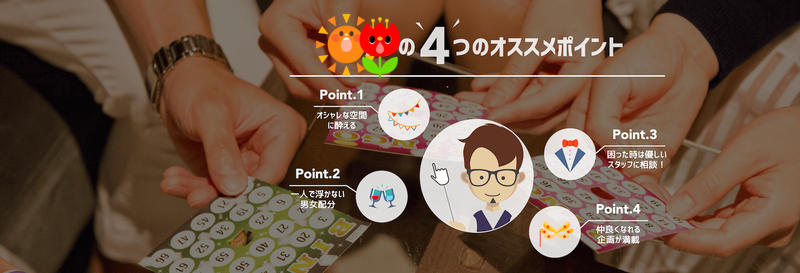 の4つのオススメポイント
Point.1
オシャレな空間
に酔える
Point.2
一人で浮かない
男女配分
Point.3
困った時は優しい
スタッフに相談！
Point.4
仲良くなれる
企画が満載